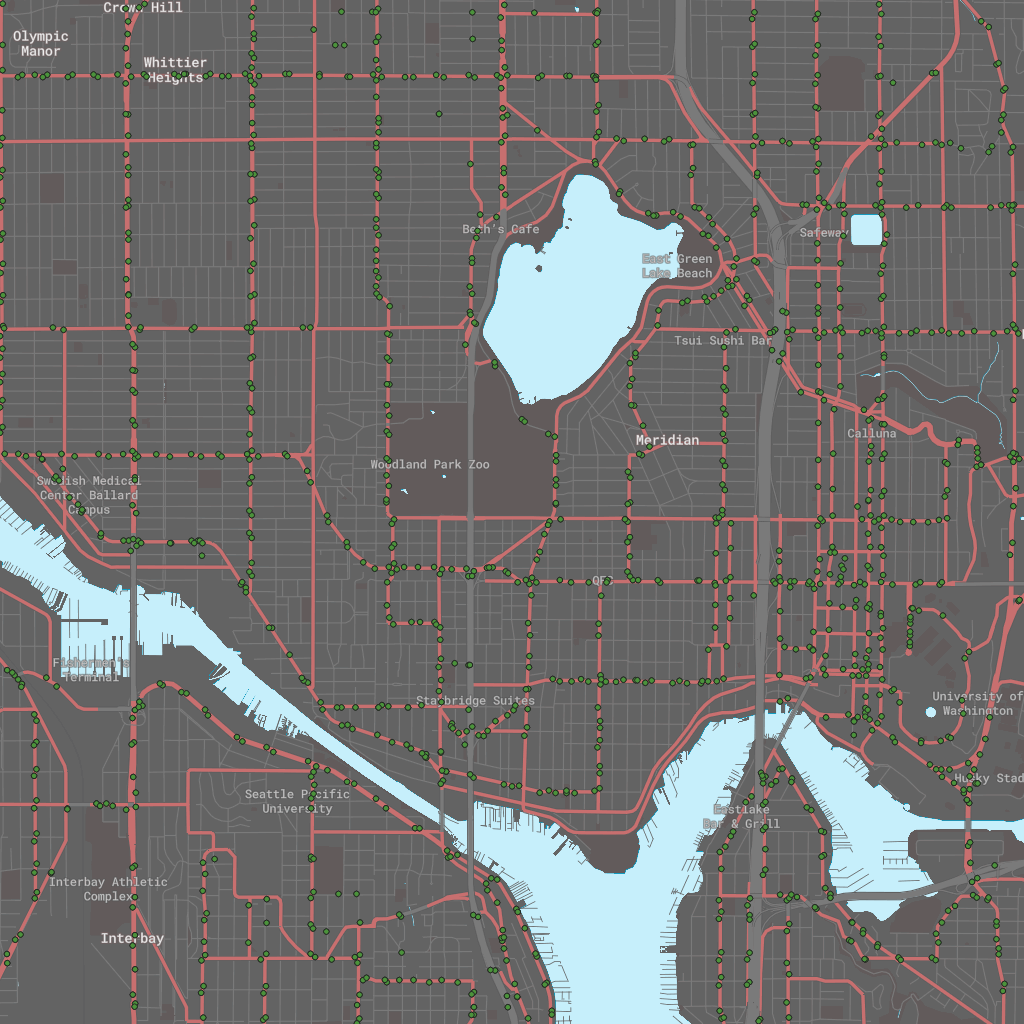 Crown Hill
Olympic
Manor
Whittier
Heights
Beth's Cafe
Safeway
East Green
Lake Beach
Tsui Sushi Bar
Calluna
Meridian
Woodland Park Zoo
Swedish Medical
Center Ballard
Campus
QFC
Fishermen's
Terminal
Staybridge Suites
University of
Washington
Husky Stad
Seattle Pacific
University
Eastlake
Bar & Grill
Interbay Athletic
Complex
Interbay